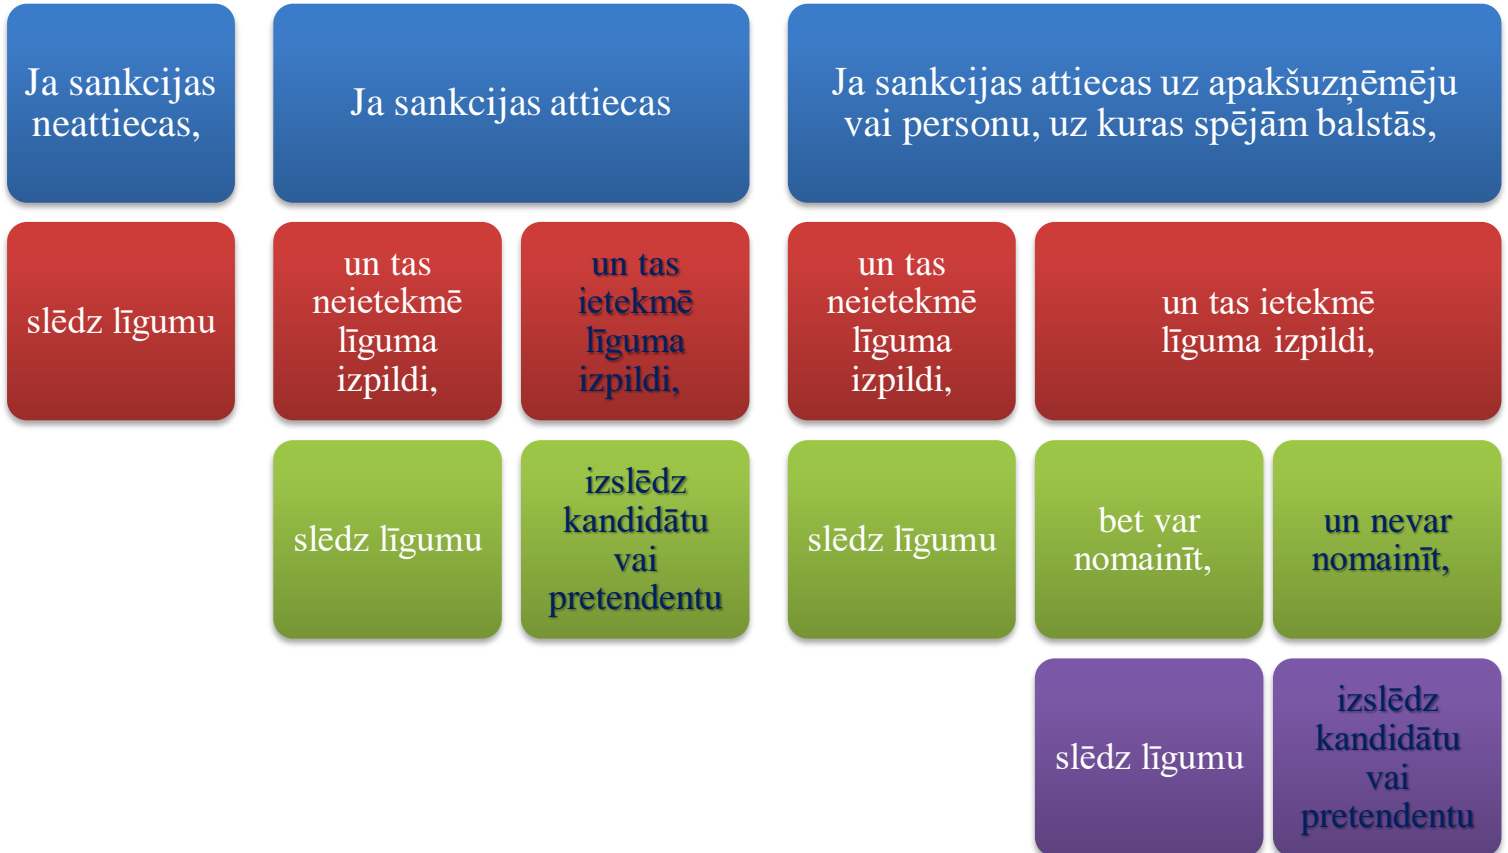 Ja sankcijas
neattiecas,
Ja sankcijas attiecas
Ja sankcijas attiecas uz apakšuzņēmēju
vai personu, uz kuras spējām balstās,
slēdz līgumu
un tas
neietekmē
līguma
izpildi,
un tas
ietekmē
līguma
izpildi,
un tas
neietekmē
līguma
izpildi,
un tas ietekmē
līguma izpildi,
slēdz līgumu
izslēdz
kandidātu
vai
pretendentu
slēdz līgumu
bet var
nomainīt,
un nevar
nomainīt,
slēdz līgumu
izslēdz
kandidātu
vai
pretendentu